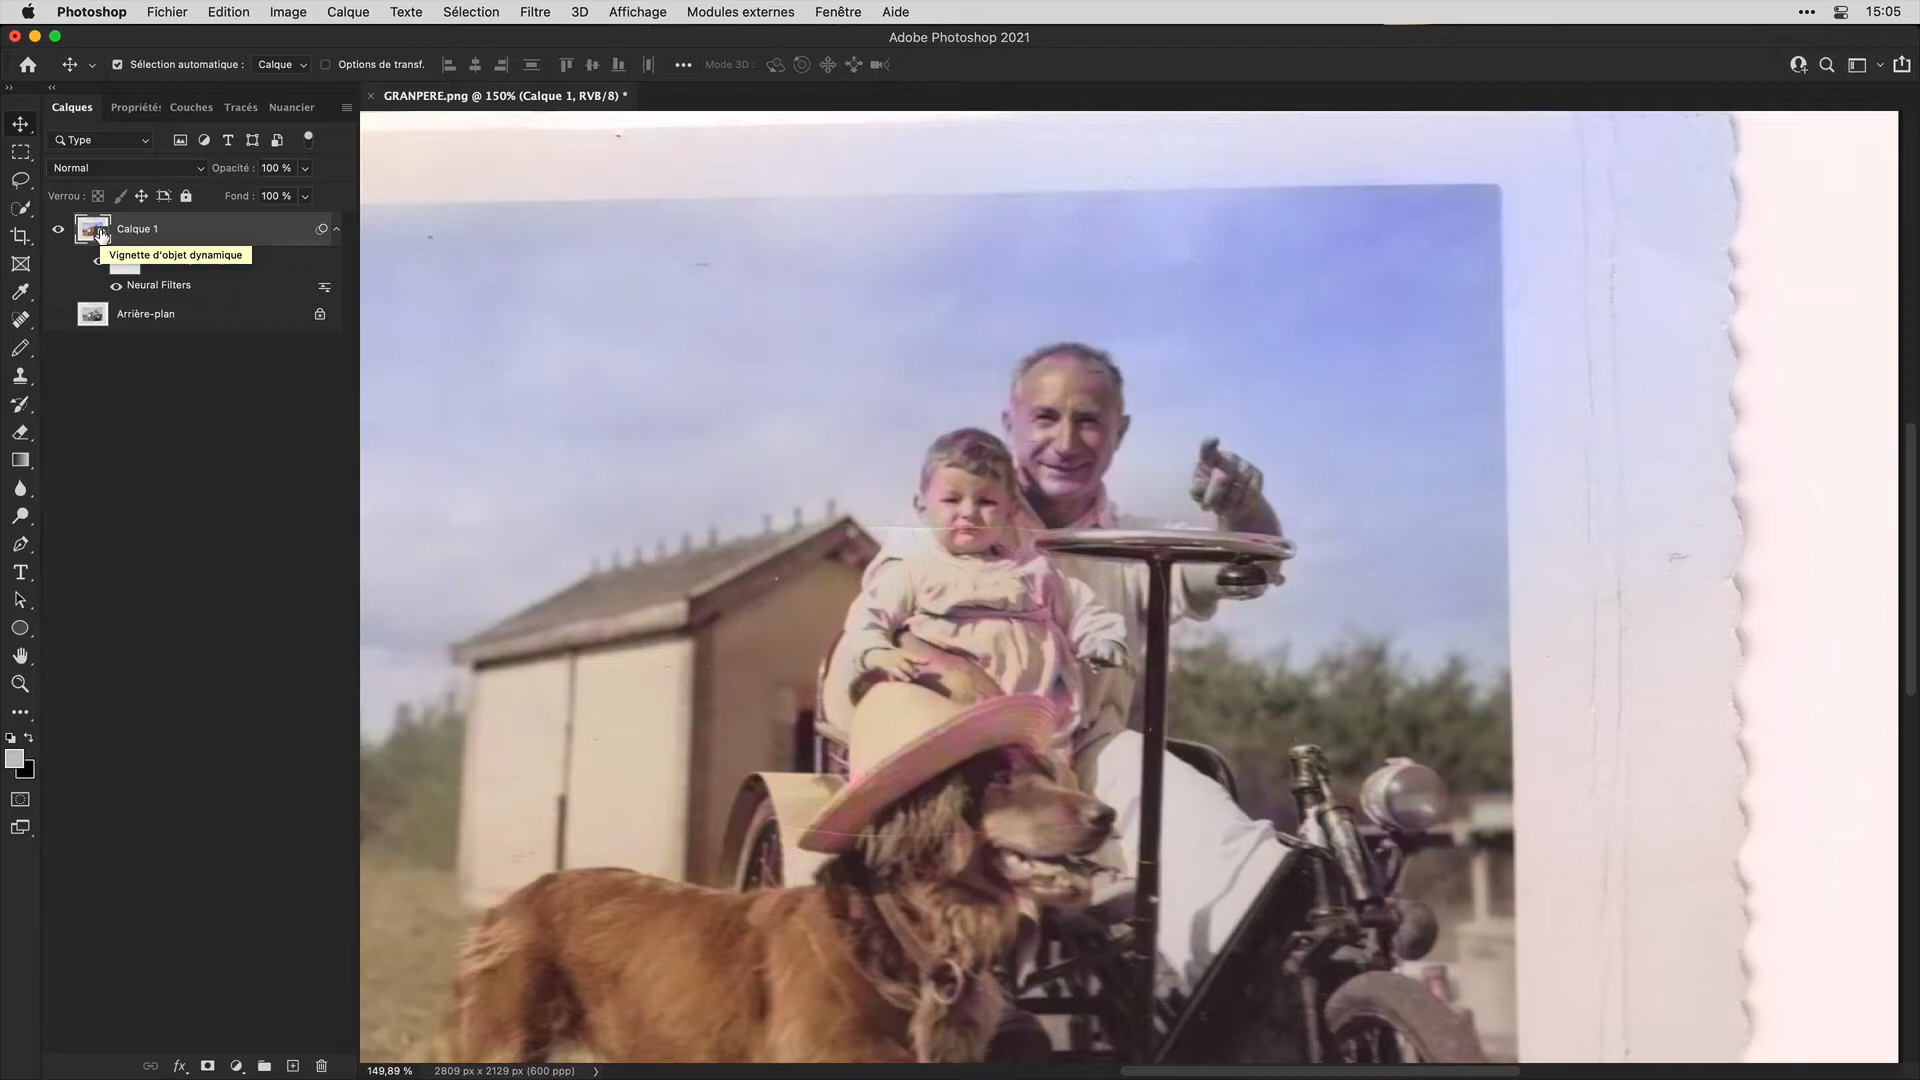 Photoshop Fichier Edition Image Calque Texte Sélection Filtre 3D Affichage Modules externes Fenêtre Aide 15:05
Adobe Photoshop 2021
Sélection automatique : Calque Options de transf. Mode 3D :
Calques Propriété: Couches Tracés Nuancier
GRANPERE.png @ 150% (Calque 1, RVB/8) *
Type
Normal Opacité : 100 %
Verrou : Fond : 100 %
Calque 1
Vignette d'objet dynamique
Neural Filters
Arrière-plan
149,89 % 2809 px x 2129 px (600 ppp)